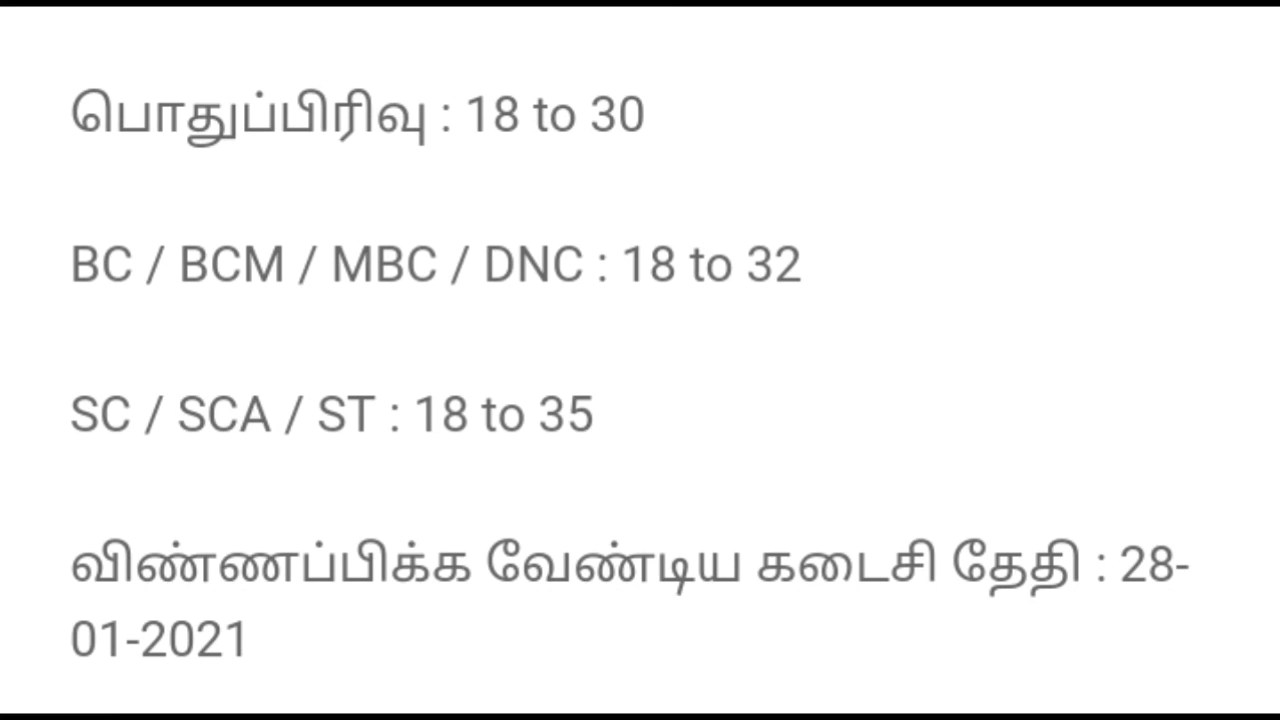 பொதுப்பிரிவு : 18 to 30
BC / BCM / MBC / DNC : 18 to 32
SC / SCA / ST : 18 to 35
விண்ணப்பிக்க வேண்டிய கடைசி தேதி : 28-
01-2021